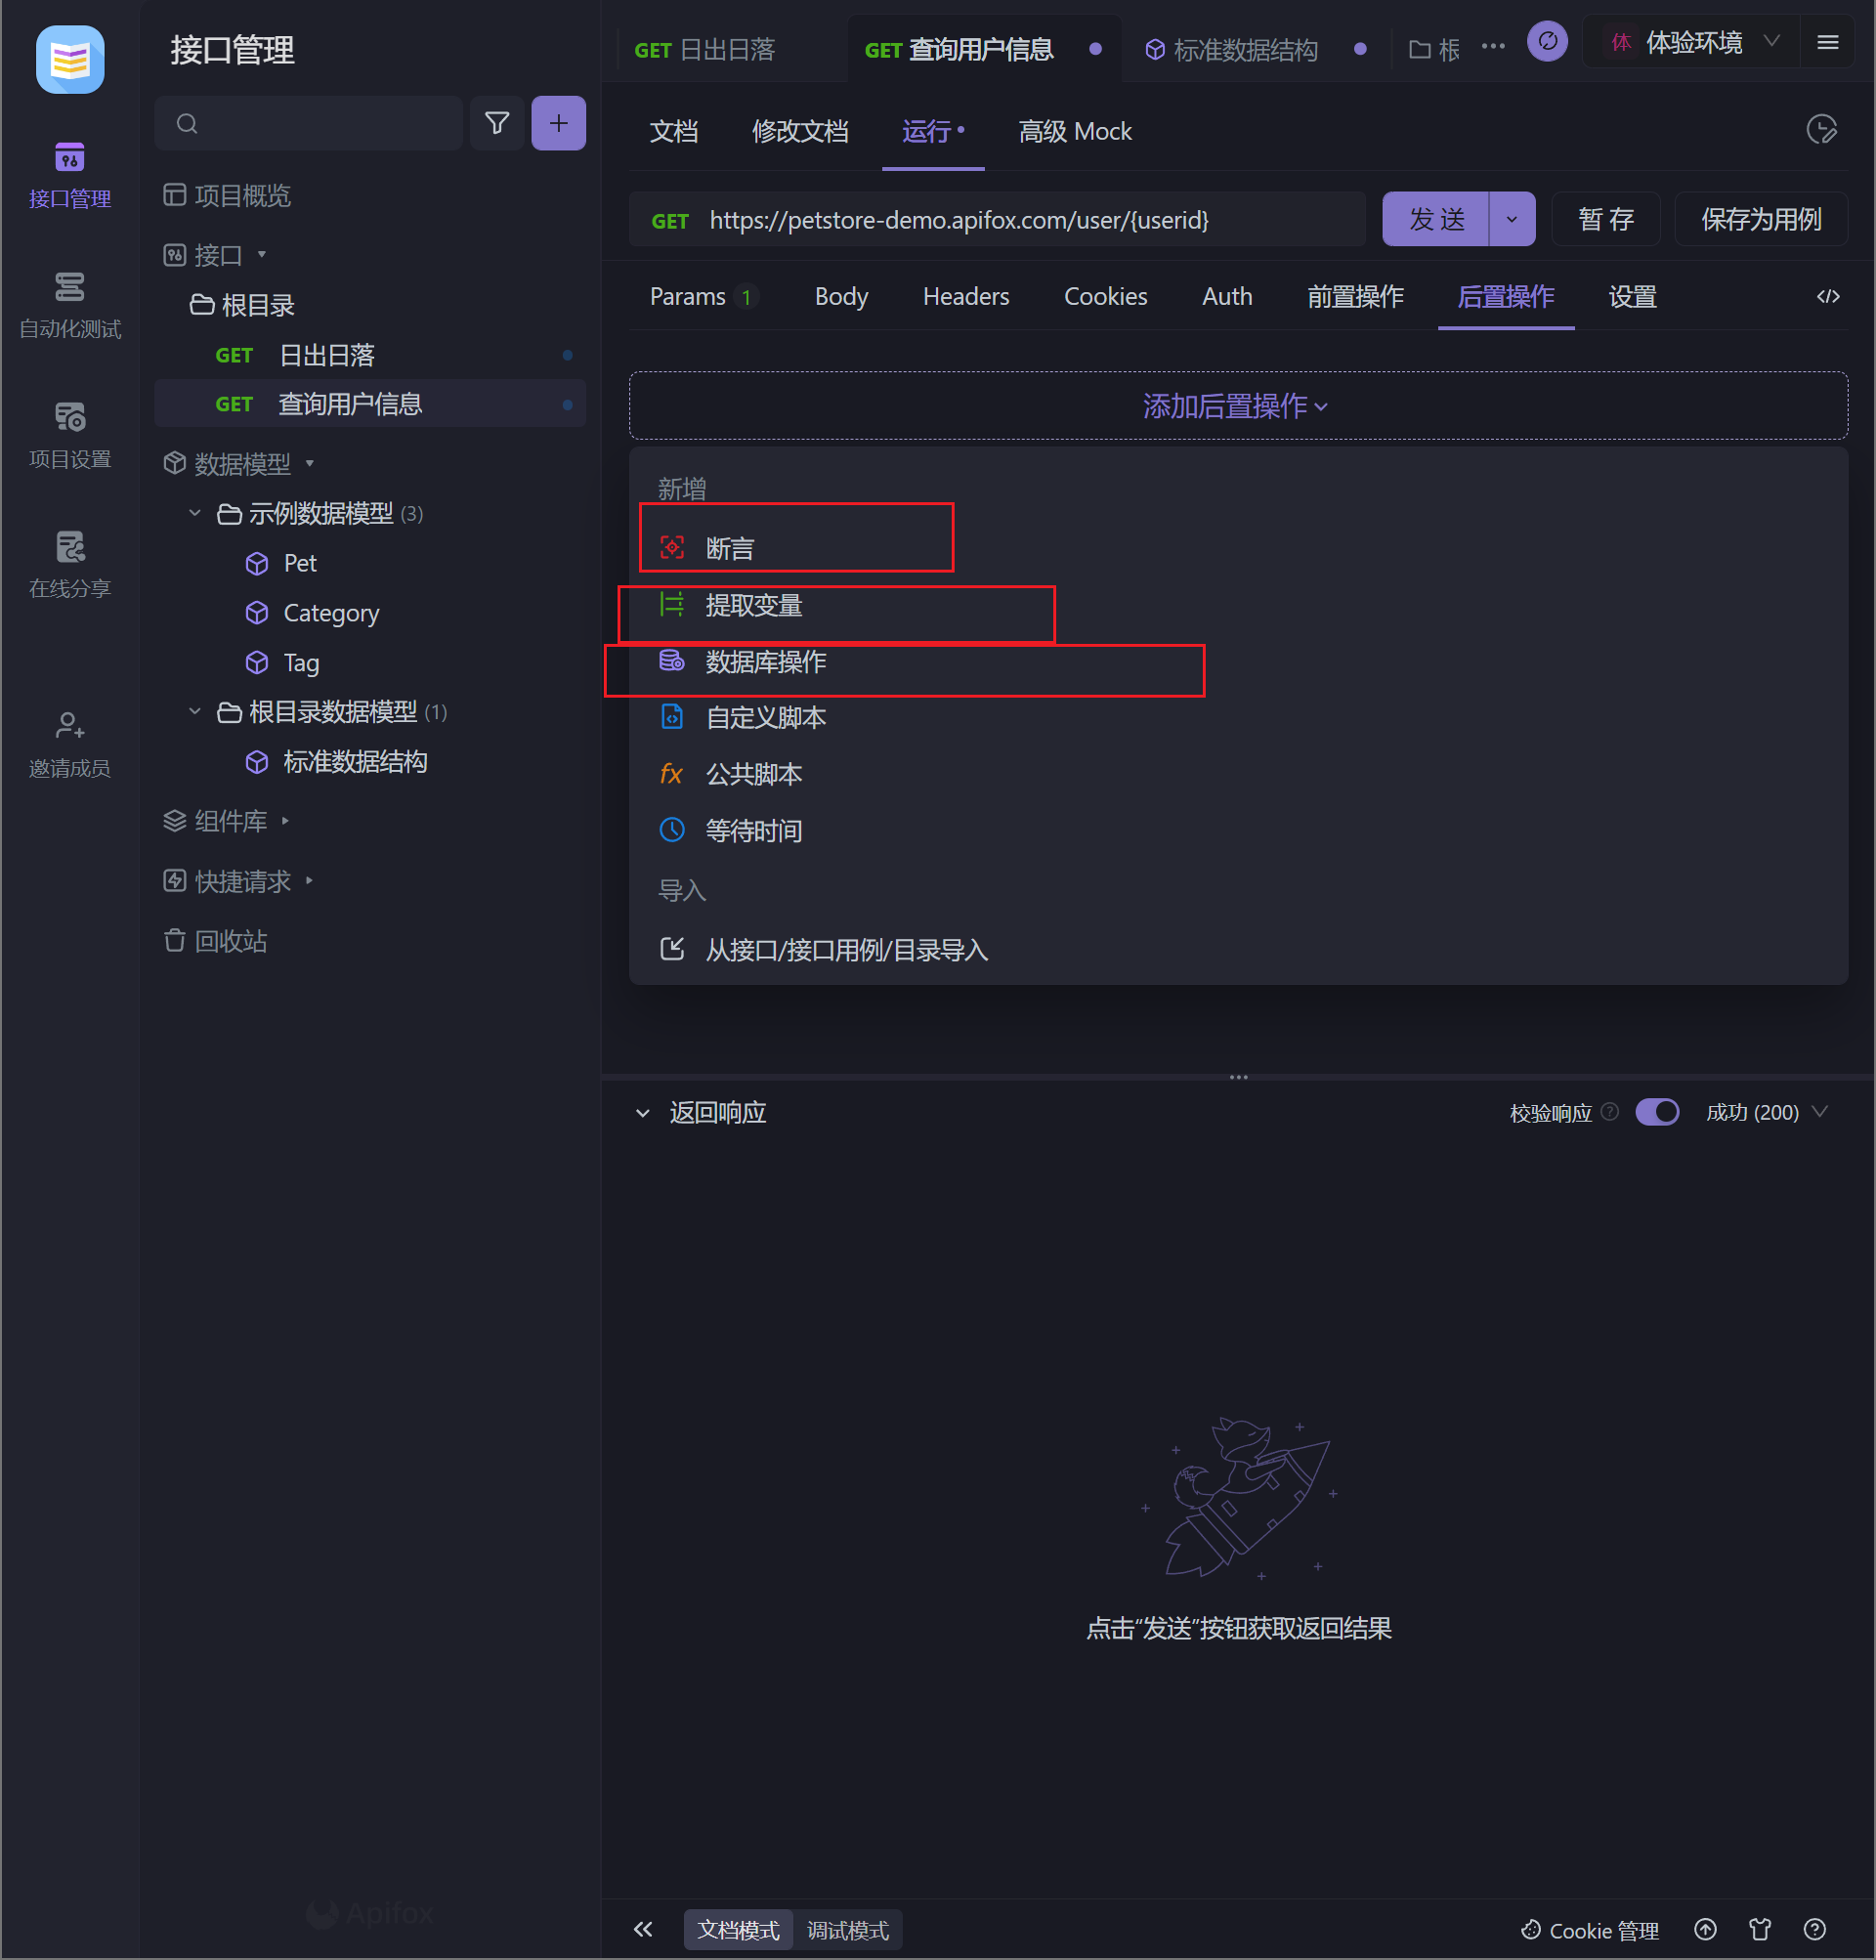 接口管理
自动化测试
项目设置
在线分享
邀请成员
接口管理
项目概览
接口
根目录
GET 日出日落
GET 查询用户信息
数据模型
示例数据模型 (3)
Pet
Category
Tag
根目录数据模型 (1)
标准数据结构
组件库
快捷请求
回收站
Apifox
GET 日出日落
GET 查询用户信息
标准数据结构
根
体 体验环境
文档 修改文档 运行 高级 Mock
GET https://petstore-demo.apifox.com/user/{userid}
发 送
暂 存
保存为用例
Params 1 Body Headers Cookies Auth 前置操作 后置操作 设置
添加后置操作
新增
断言
提取变量
数据库操作
自定义脚本
fx 公共脚本
等待时间
导入
从接口/接口用例/目录导入
返回响应
校验响应
成功 (200)
点击“发送”按钮获取返回结果
文档模式 调试模式
Cookie 管理